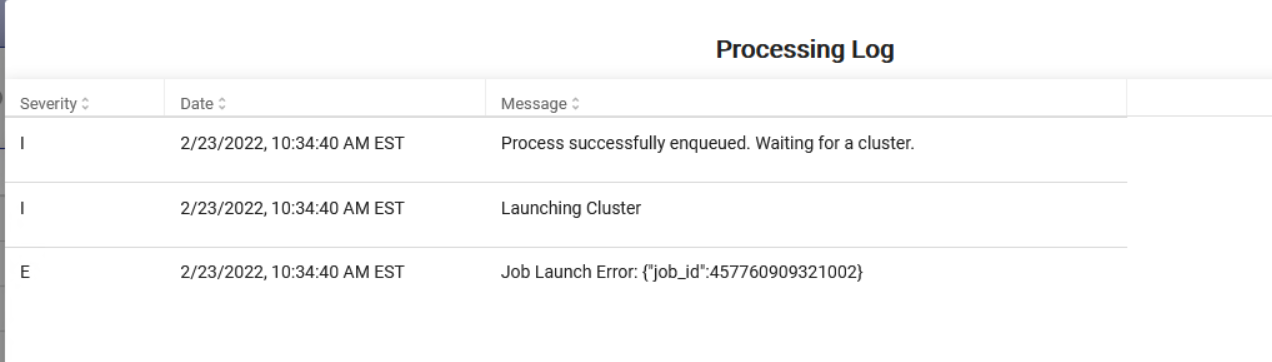 Processing Log
Severity Date Message
I 2/23/2022, 10:34:40 AM EST Process successfully enqueued. Waiting for a cluster.
I 2/23/2022, 10:34:40 AM EST Launching Cluster
E 2/23/2022, 10:34:40 AM EST Job Launch Error: {"job_id":457760909321002}